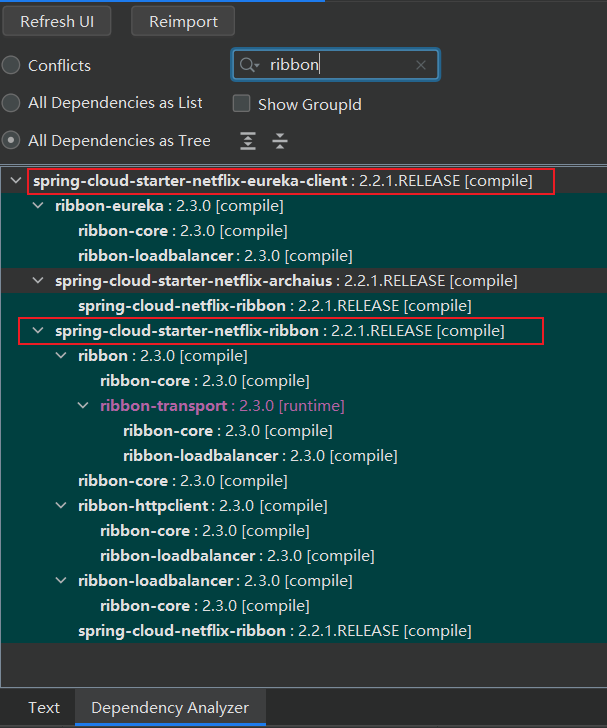 Refresh UI Reimport
Conflicts ribbon
All Dependencies as List Show GroupId
All Dependencies as Tree
spring-cloud-starter-netflix-eureka-client : 2.2.1.RELEASE [compile]
ribbon-eureka : 2.3.0 [compile]
ribbon-core : 2.3.0 [compile]
ribbon-loadbalancer : 2.3.0 [compile]
spring-cloud-starter-netflix-archaius : 2.2.1.RELEASE [compile]
spring-cloud-netflix-ribbon : 2.2.1.RELEASE [compile]
spring-cloud-starter-netflix-ribbon : 2.2.1.RELEASE [compile]
ribbon : 2.3.0 [compile]
ribbon-core : 2.3.0 [compile]
ribbon-transport : 2.3.0 [runtime]
ribbon-core : 2.3.0 [compile]
ribbon-loadbalancer : 2.3.0 [compile]
ribbon-core : 2.3.0 [compile]
ribbon-httpclient : 2.3.0 [compile]
ribbon-core : 2.3.0 [compile]
ribbon-loadbalancer : 2.3.0 [compile]
ribbon-loadbalancer : 2.3.0 [compile]
ribbon-core : 2.3.0 [compile]
spring-cloud-netflix-ribbon : 2.2.1.RELEASE [compile]
Text Dependency Analyzer